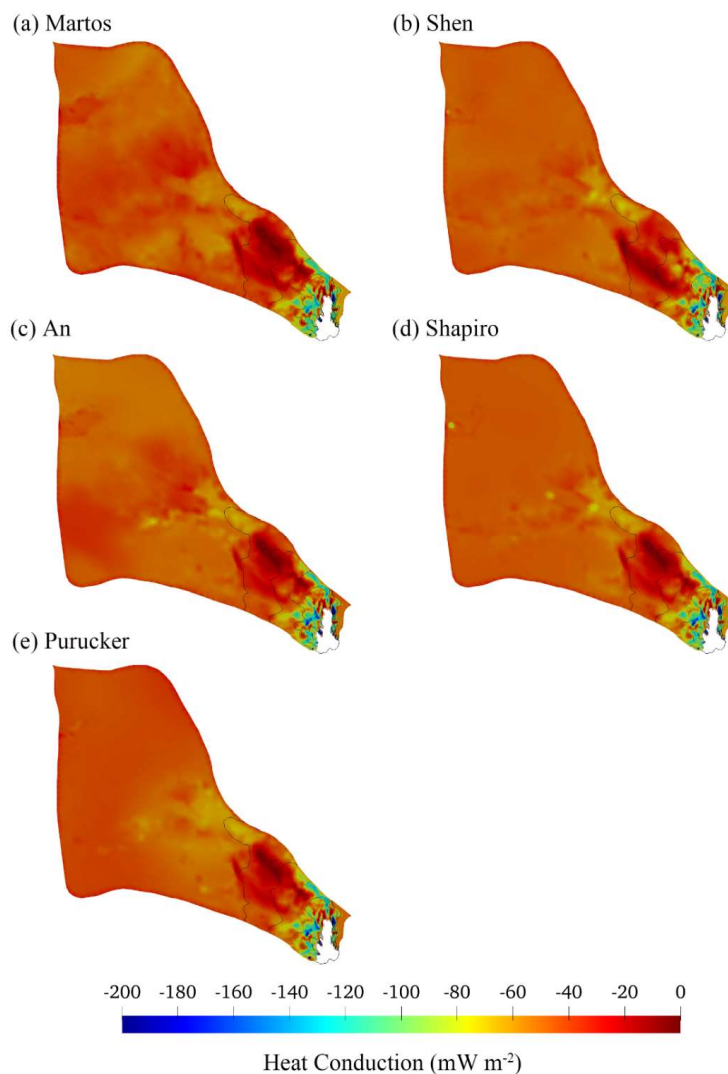 (a) Martos
(b) Shen
(c) An
(d) Shapiro
(e) Purucker
-200 -180 -160 -140 -120 -100 -80 -60 -40 -20 0
Heat Conduction (mW m⁻²)